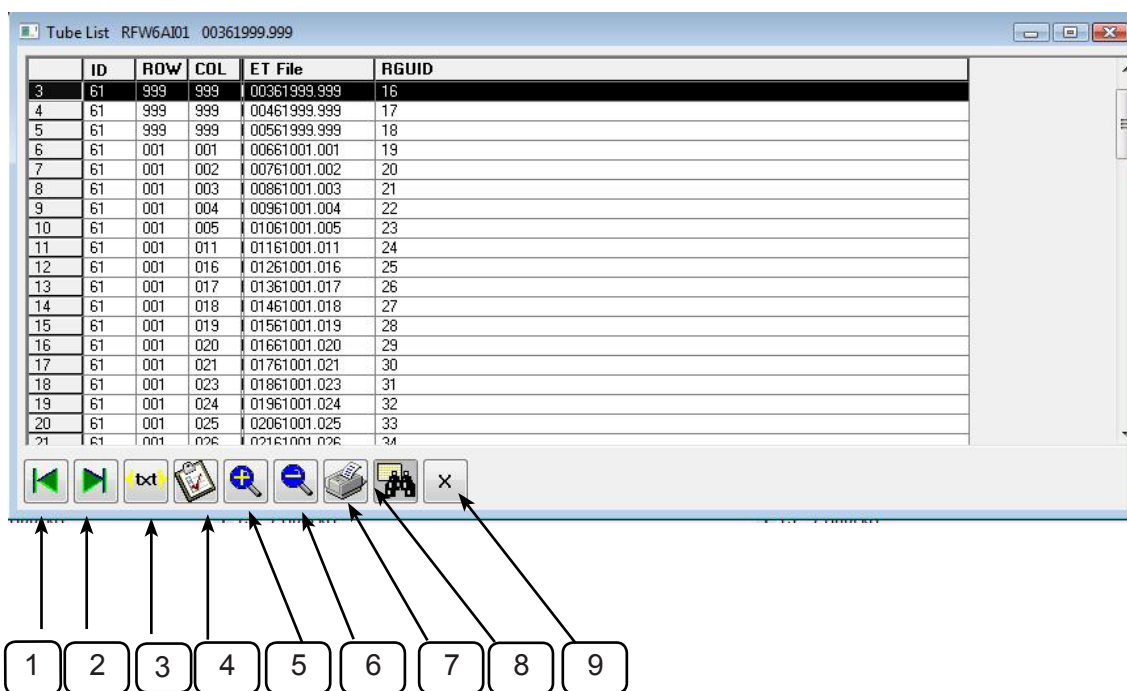 Tube List RFW6AI01 00361999.999
ID ROW COL ET File RGUID
3 61 999 999 00361999.999 16
4 61 999 999 00461999.999 17
5 61 999 999 00561999.999 18
6 61 001 001 00661001.001 19
7 61 001 002 00761001.002 20
8 61 001 003 00861001.003 21
9 61 001 004 00961001.004 22
10 61 001 005 01061001.005 23
11 61 001 011 01161001.011 24
12 61 001 016 01261001.016 25
13 61 001 017 01361001.017 26
14 61 001 018 01461001.018 27
15 61 001 019 01561001.019 28
16 61 001 020 01661001.020 29
17 61 001 021 01761001.021 30
18 61 001 023 01861001.023 31
19 61 001 024 01961001.024 32
20 61 001 025 02061001.025 33
21 61 001 026 02161001.026 34
txt
1 2 3 4 5 6 7 8 9